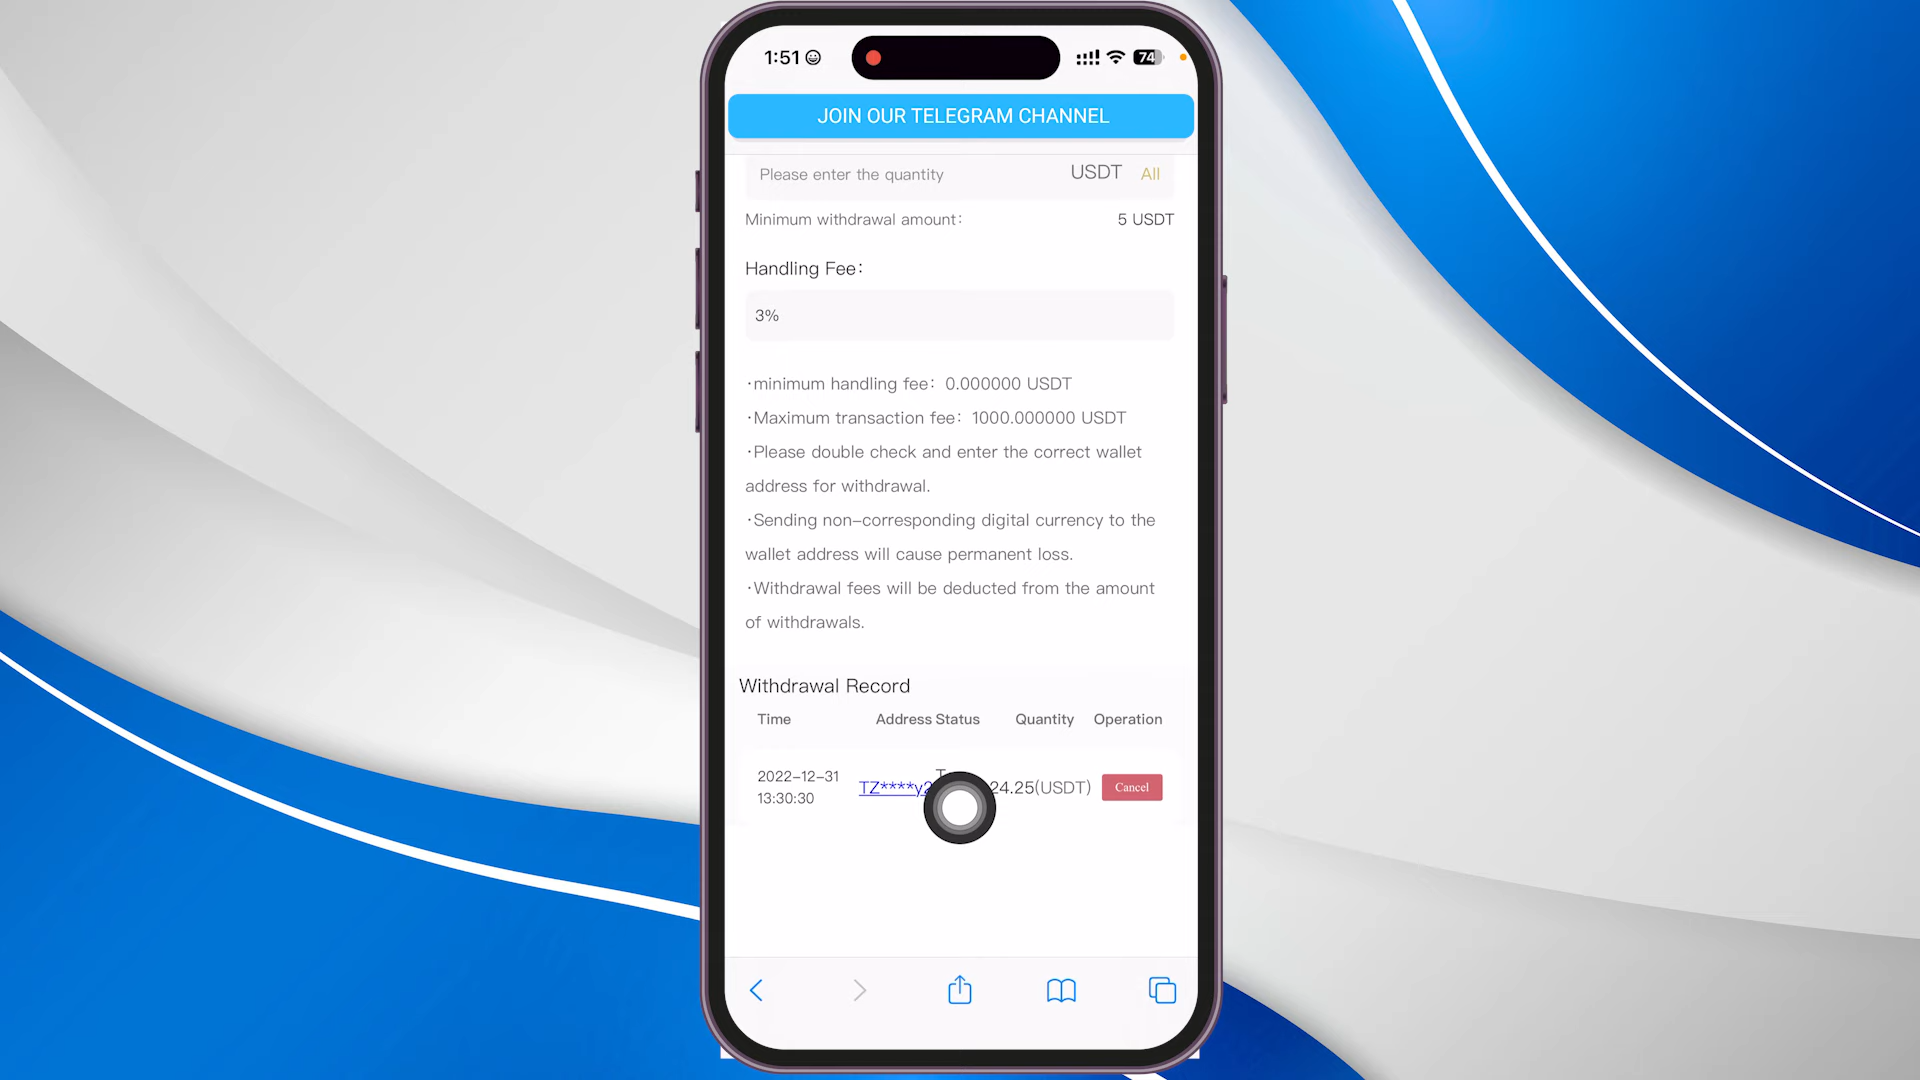 1:51
74
JOIN OUR TELEGRAM CHANNEL
Please enter the quantity USDT All
Minimum withdrawal amount: 5 USDT
Handling Fee:
3%
·minimum handling fee: 0.000000 USDT
·Maximum transaction fee: 1000.000000 USDT
·Please double check and enter the correct wallet
address for withdrawal.
·Sending non-corresponding digital currency to the
wallet address will cause permanent loss.
·Withdrawal fees will be deducted from the amount
of withdrawals.
Withdrawal Record
Time Address Status Quantity Operation
2022-12-31
13:30:30 24.25(USDT) Cancel